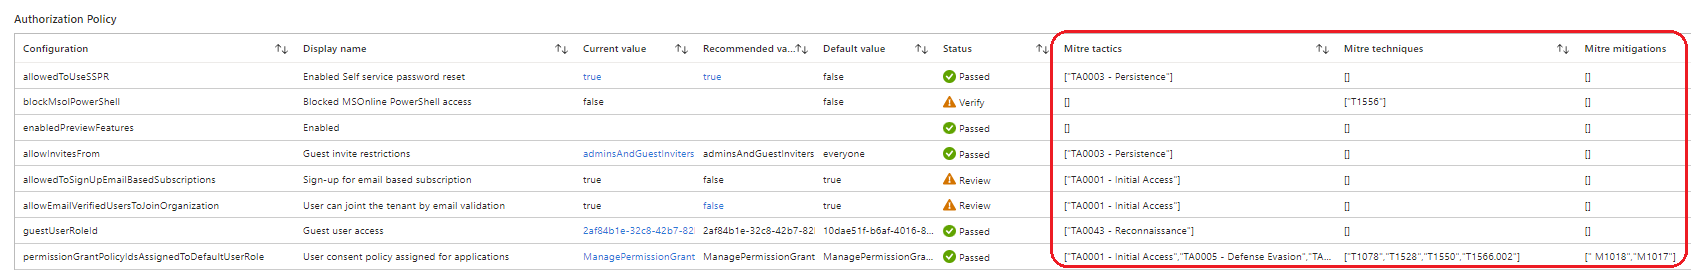 Authorization Policy
Configuration Display name Current value Recommended va... Default value Status Mitre tactics Mitre techniques Mitre mitigations
allowedToUseSSPR Enabled Self service password reset true true false Passed ["TA0003 - Persistence"] [] []
blockMsolPowerShell Blocked MSOnline PowerShell access false false Verify [] ["T1556"] []
enabledPreviewFeatures Enabled Passed [] [] []
allowInvitesFrom Guest invite restrictions adminsAndGuestInviters adminsAndGuestInviters everyone Passed ["TA0003 - Persistence"] [] []
allowedToSignUpEmailBasedSubscriptions Sign-up for email based subscription true false true Review ["TA0001 - Initial Access"] [] []
allowEmailVerifiedUsersToJoinOrganization User can joint the tenant by email validation true false true Review ["TA0001 - Initial Access"] [] []
guestUserRoleId Guest user access 2af84b1e-32c8-42b7-82 2af84b1e-32c8-42b7-82 10dae51f-b6af-4016-8... Passed ["TA0043 - Reconnaissance"] [] []
permissionGrantPolicyIdsAssignedToDefaultUserRole User consent policy assigned for applications ManagePermissionGrant ManagePermissionGrant ManagePermissionGra... Passed ["TA0001 - Initial Access","TA0005 - Defense Evasion","TA... ["T1078","T1528","T1550","T1566.002"] [" M1018","M1017"]